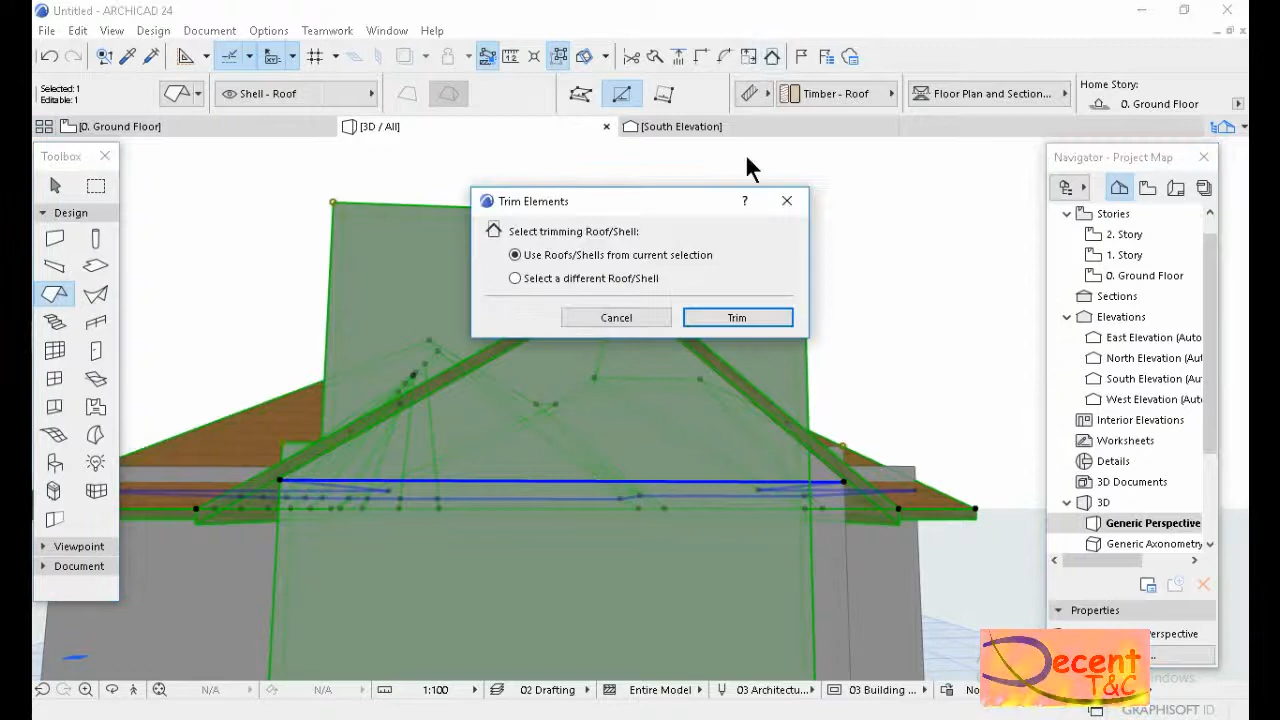 Untitled - ARCHICAD 24
File Edit View Design Options Document Teamwork Window Help
Selected: 1
Editable: 1
Shell - Roof
Timber - Roof
Floor Plan and Section...
Home Story:
0. Ground Floor
[0. Ground Floor]
[3D / All]
[South Elevation]
Toolbox
Design
Viewpoint
Document
Trim Elements
?
Select trimming Roof/Shell:
Use Roofs/Shells from current selection
Select a different Roof/Shell
Cancel
Trim
Navigator - Project Map
Stories
2. Story
1. Story
0. Ground Floor
Sections
Elevations
East Elevation (Auto
North Elevation (Aut
South Elevation (Aut
West Elevation (Aut
Interior Elevations
Worksheets
Details
3D Documents
3D
Generic Perspective
Generic Axonometry
Properties
Perspective
Decent
T&C
N/A
N/A
1:100
02 Drafting
Entire Model
03 Architectu...
03 Building ...
No
GRAPHISOFT ID